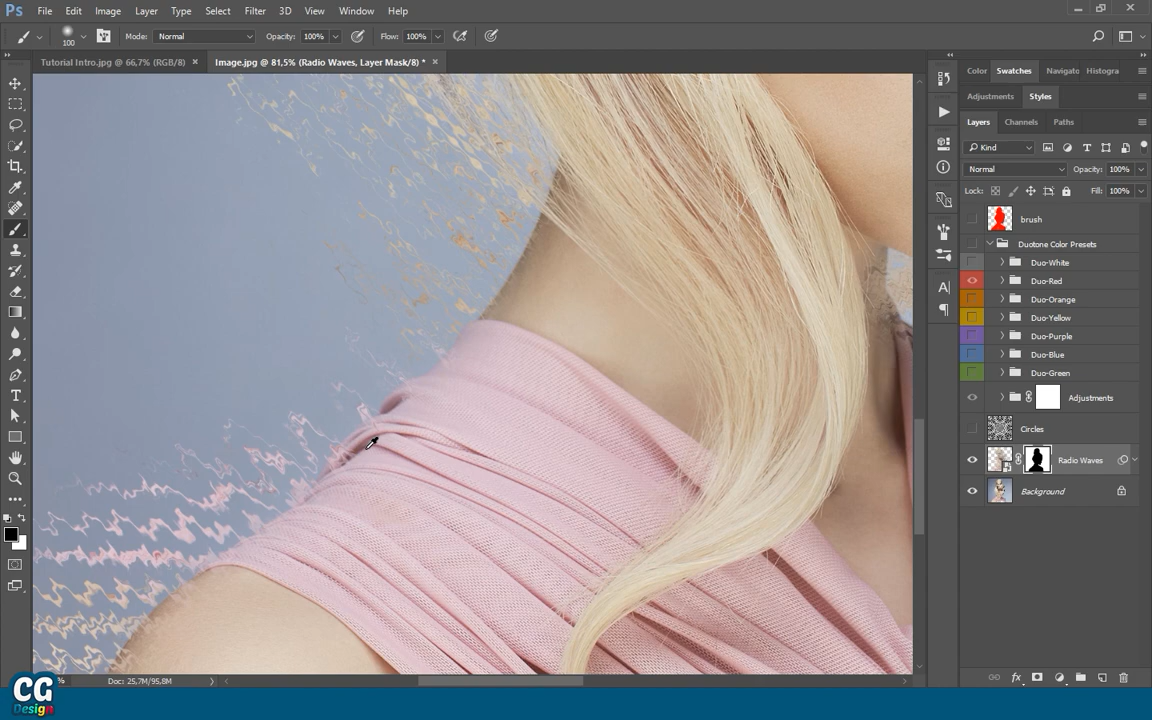 Ps File Edit Image Layer Type Select Filter 3D View Window Help
100 Mode: Normal Opacity: 100% Flow: 100%
Tutorial Intro.jpg @ 66,7% (RGB/8) × Image.jpg @ 81,5% (Radio Waves, Layer Mask/8) * ×
Color Swatches Navigato Histogra
Adjustments Styles
Layers Channels Paths
Kind
Normal Opacity: 100%
Lock: Fill: 100%
brush
Duotone Color Presets
Duo-White
Duo-Red
Duo-Orange
Duo-Yellow
Duo-Purple
Duo-Blue
Duo-Green
Adjustments
Circles
Radio Waves
Background
Doc: 25,7M/95,8M
CG
Design